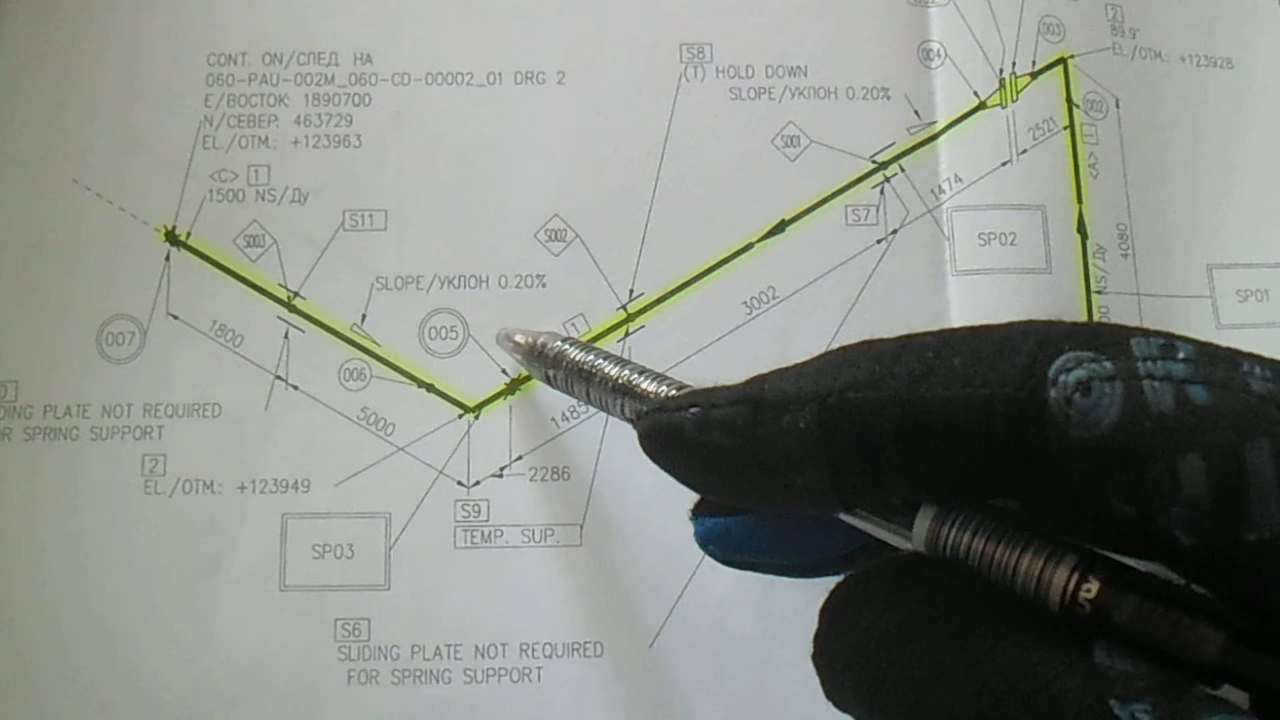 CONT. ON/СЛЕД НА
060-PAU-002M_060-CD-00002_01 DRG 2
E/ВОСТОК 1890700
N/СЕВЕР: 463729
EL./ОТМ.: +123963
<C> 1
1500 NS/Ду
S8
(T) HOLD DOWN
SLOPE/УКЛОН 0.20%
004
003
2
89.9°
EL./ОТМ.: +123928
002
2521
<A> 1
S001
1474
S7
SP02
4080
NS/Ду
SP01
S003
S11
S002
SLOPE/УКЛОН 0.20%
3002
005
1
007
1800
006
5000
1485
DING PLATE NOT REQUIRED
OR SPRING SUPPORT
2
EL./ОТМ.: +123949
2286
S9
TEMP. SUP.
SP03
S6
SLIDING PLATE NOT REQUIRED
FOR SPRING SUPPORT